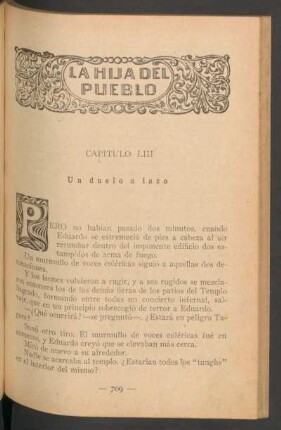 LA HIJA DEL
PUEBLO
CAPITULO LIII
Un duelo a lazo
PERO no habían pasado dos minutos, cuando
Eduardo se estremeció de pies a cabeza al oir
retumbar dentro del imponente edificio dos es-
tampidos de arma de fuego.
Un murmullo de voces coléricas siguió a aquellas dos de-
tonaciones.
Y los leones volvieron a rugir; y a sus rugidos se mezcla-
ron entonces los de las demás fieras de los patios del Templo
Sagrado, formando entre todas un concierto infernal, sal-
vaje, que en un principio sobrecogió de terror a Eduardo.
¿Qué ocurrirá? —se preguntó—. ¿Estará en peligro Ta-
Sonó otro tiro. El murmullo de voces coléricas fué en
aumento, y Eduardo creyó que se elevaban más cerca.
Miró de nuevo a su alrededor.
Nadie se acercaba al templo. ¿Estarían todos los "tunghs"
en el interior del mismo?
— 709 —